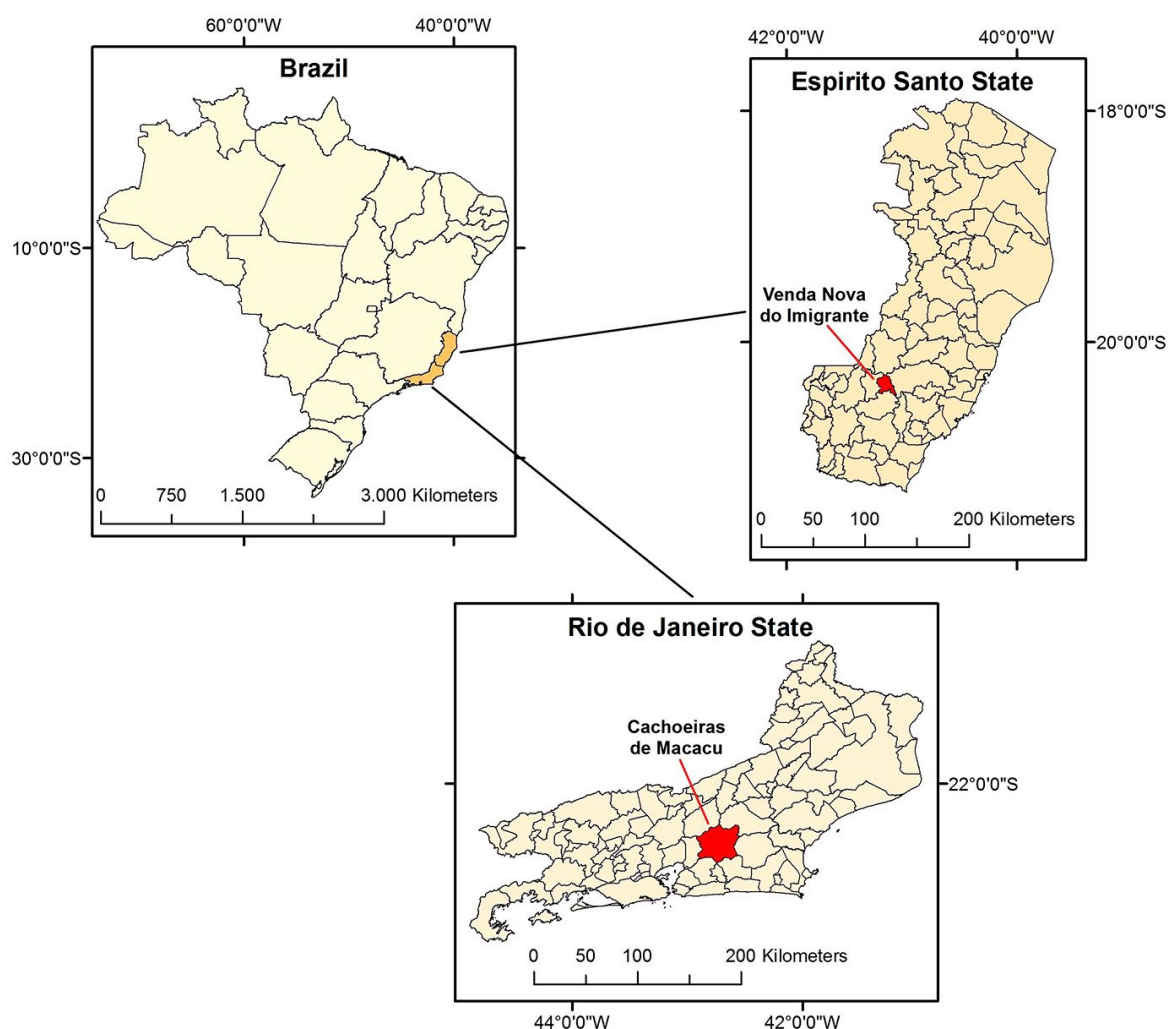 60°0'0"W 40°0'0"W
Brazil
10°0'0"S
30°0'0"S
0 750 1.500 3.000 Kilometers
42°0'0"W 40°0'0"W
Espirito Santo State
18°0'0"S
Venda Nova
do Imigrante
20°0'0"S
0 50 100 200 Kilometers
Rio de Janeiro State
Cachoeiras
de Macacu
22°0'0"S
0 50 100 200 Kilometers
44°0'0"W 42°0'0"W